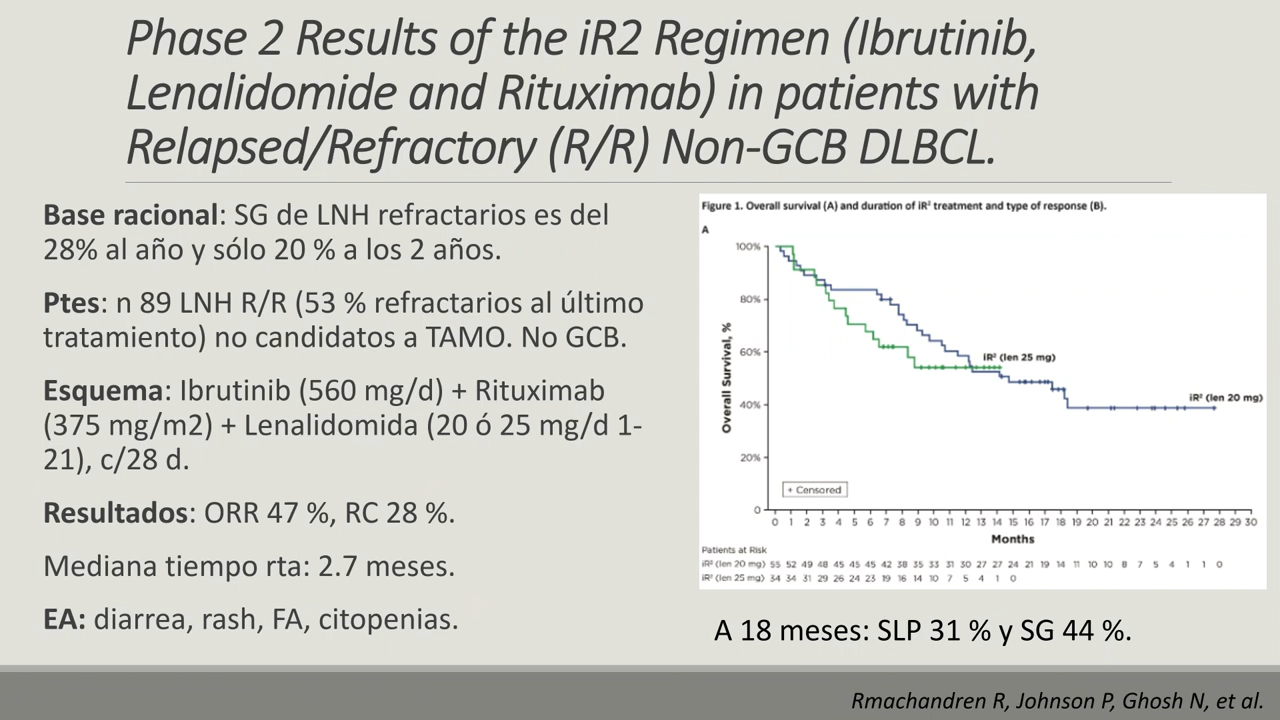 Phase 2 Results of the iR2 Regimen (Ibrutinib,
Lenalidomide and Rituximab) in patients with
Relapsed/Refractory (R/R) Non-GCB DLBCL.
Base racional: SG de LNH refractarios es del
28% al año y sólo 20 % a los 2 años.
Ptes: n 89 LNH R/R (53 % refractarios al último
tratamiento) no candidatos a TAMO. No GCB.
Esquema: Ibrutinib (560 mg/d) + Rituximab
(375 mg/m2) + Lenalidomida (20 ó 25 mg/d 1-
21), c/28 d.
Resultados: ORR 47 %, RC 28 %.
Mediana tiempo rta: 2.7 meses.
EA: diarrea, rash, FA, citopenias.
Figure 1. Overall survival (A) and duration of iR² treatment and type of response (B).
A
100%
80%
60%
40%
20%
0
Overall Survival, %
iR² (len 25 mg)
iR² (len 20 mg)
+ Censored
0 1 2 3 4 5 6 7 8 9 10 11 12 13 14 15 16 17 18 19 20 21 22 23 24 25 26 27 28 29 30
Months
Patients at Risk
iR² (len 20 mg) 55 52 49 48 45 45 45 42 38 35 33 31 30 27 27 24 21 19 14 11 10 10 8 7 5 4 1 1 0
iR² (len 25 mg) 34 34 31 29 26 24 23 19 16 14 10 7 5 4 1 0
A 18 meses: SLP 31 % y SG 44 %.
Rmachandren R, Johnson P, Ghosh N, et al.